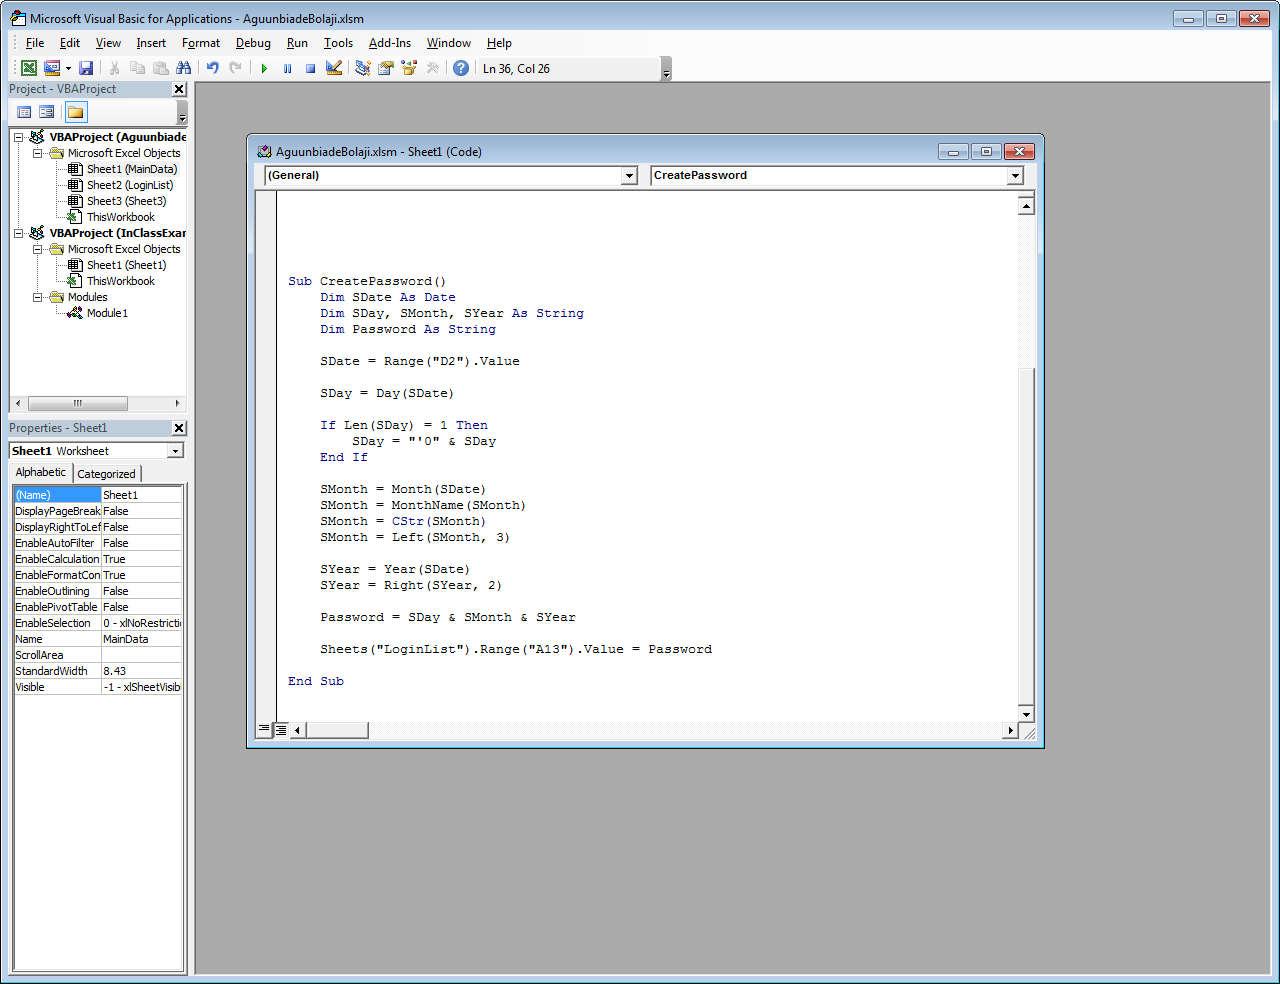 Microsoft Visual Basic for Applications - AguunbiadeBolaji.xlsm
File Edit View Insert Format Debug Run Tools Add-Ins Window Help
Ln 36, Col 26
Project - VBAProject
VBAProject (Aguunbiade
Microsoft Excel Objects
Sheet1 (MainData)
Sheet2 (LoginList)
Sheet3 (Sheet3)
ThisWorkbook
VBAProject (InClassExar
Microsoft Excel Objects
Sheet1 (Sheet1)
ThisWorkbook
Modules
Module1
Properties - Sheet1
Sheet1 Worksheet
Alphabetic Categorized
(Name) Sheet1
DisplayPageBreak False
DisplayRightToLef False
EnableAutoFilter False
EnableCalculation True
EnableFormatCon True
EnableOutlining False
EnablePivotTable False
EnableSelection 0 - xlNoRestrictio
Name MainData
ScrollArea
StandardWidth 8.43
Visible -1 - xlSheetVisibl
AguunbiadeBolaji.xlsm - Sheet1 (Code)
(General) CreatePassword
Sub CreatePassword()
Dim SDate As Date
Dim SDay, SMonth, SYear As String
Dim Password As String
SDate = Range("D2").Value
SDay = Day(SDate)
If Len(SDay) = 1 Then
SDay = "'0" & SDay
End If
SMonth = Month(SDate)
SMonth = MonthName(SMonth)
SMonth = CStr(SMonth)
SMonth = Left(SMonth, 3)
SYear = Year(SDate)
SYear = Right(SYear, 2)
Password = SDay & SMonth & SYear
Sheets("LoginList").Range("A13").Value = Password
End Sub